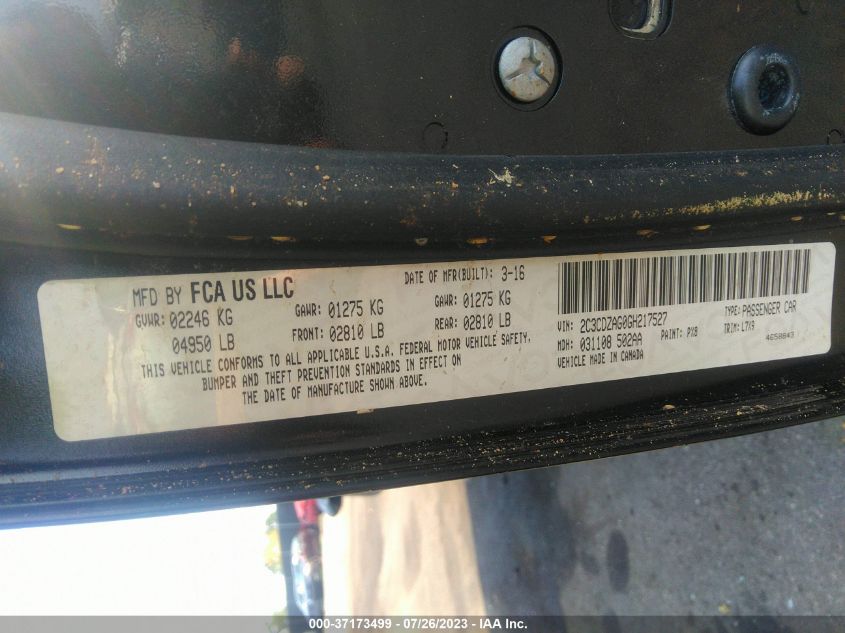 MFD BY FCA US LLC
DATE OF MFR(BUILT): 3-16
GVWR: 02246 KG
04950 LB
GAWR: 01275 KG
FRONT: 02810 LB
GAWR: 01275 KG
REAR: 02810 LB
THIS VEHICLE CONFORMS TO ALL APPLICABLE U.S.A. FEDERAL MOTOR VEHICLE SAFETY,
BUMPER AND THEFT PREVENTION STANDARDS IN EFFECT ON
THE DATE OF MANUFACTURE SHOWN ABOVE.
VIN: 2C3CDZAG0GH217527
TYPE: PASSENGER CAR
MDH: 031108 502AA
PAINT: PX8
TRIM: L7X9
VEHICLE MADE IN CANADA
4658843
000-37173499 - 07/26/2023 - IAA Inc.